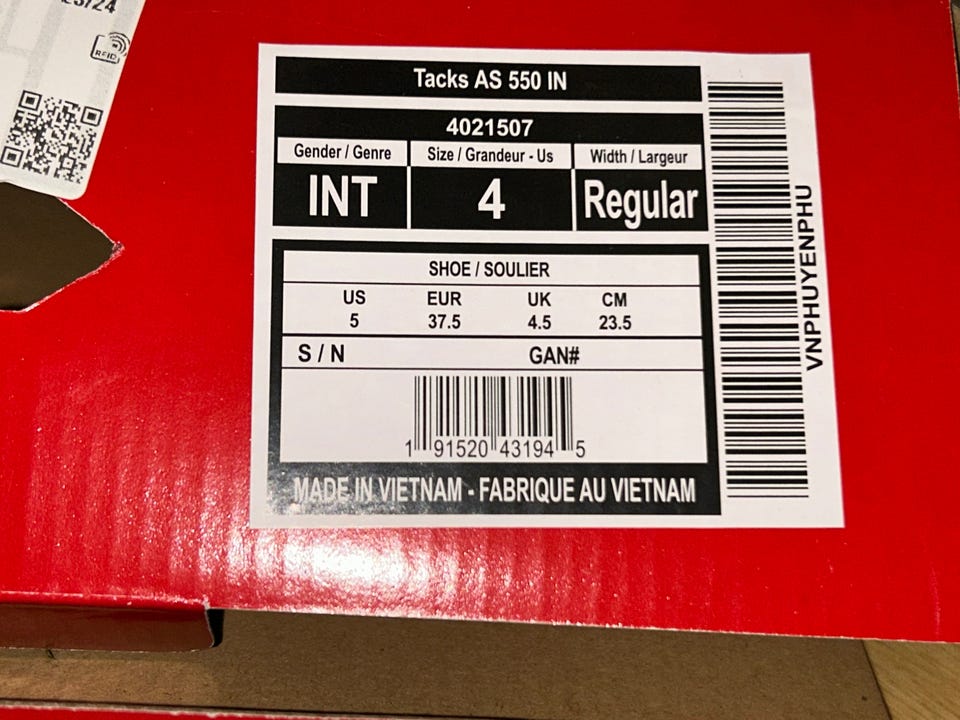 RFID
Tacks AS 550 IN
4021507
Gender / Genre Size / Grandeur - Us Width / Largeur
INT 4 Regular
SHOE / SOULIER
US EUR UK CM
5 37.5 4.5 23.5
S / N GAN#
1 91520 43194 5
MADE IN VIETNAM - FABRIQUE AU VIETNAM
VNPHUYENPHU